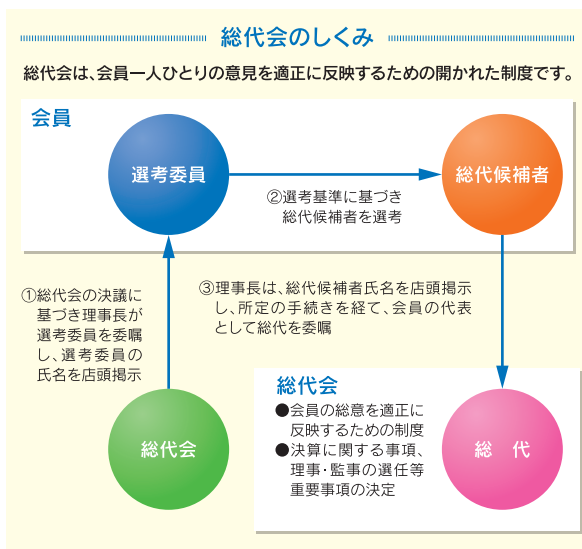 総代会のしくみ
総代会は、会員一人ひとりの意見を適正に反映するための開かれた制度です。
会員
選考委員
総代候補者
②選考基準に基づき
総代候補者を選考
①総代会の決議に
基づき理事長が
選考委員を委嘱
し、選考委員の
氏名を店頭掲示
③理事長は、総代候補者氏名を店頭掲示
し、所定の手続きを経て、会員の代表
として総代を委嘱
総代会
総代会
●会員の総意を適正に
反映するための制度
●決算に関する事項、
理事・監事の選任等
重要事項の決定
総　代